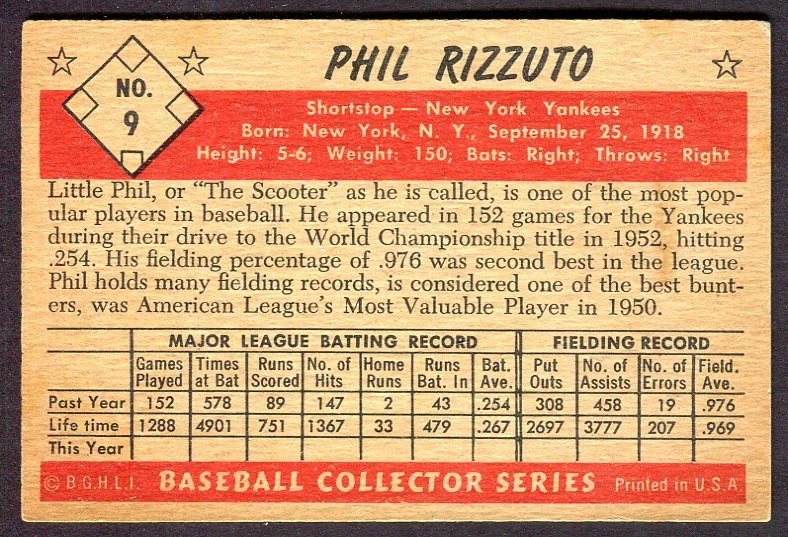 NO.
9
PHIL RIZZUTO
Shortstop — New York Yankees
Born: New York, N. Y., September 25, 1918
Height: 5-6; Weight: 150; Bats: Right; Throws: Right
Little Phil, or "The Scooter" as he is called, is one of the most pop-
ular players in baseball. He appeared in 152 games for the Yankees
during their drive to the World Championship title in 1952, hitting
.254. His fielding percentage of .976 was second best in the league.
Phil holds many fielding records, is considered one of the best bunt-
ers, was American League's Most Valuable Player in 1950.
MAJOR LEAGUE BATTING RECORD FIELDING RECORD
Games Times Runs No. of Home Runs Bat. Put No. of No. of Field.
Played at Bat Scored Hits Runs Bat. In Ave. Outs Assists Errors Ave.
Past Year 152 578 89 147 2 43 .254 308 458 19 .976
Life time 1288 4901 751 1367 33 479 .267 2697 3777 207 .969
This Year
© B.G.H.L.I. BASEBALL COLLECTOR SERIES Printed in U.S.A